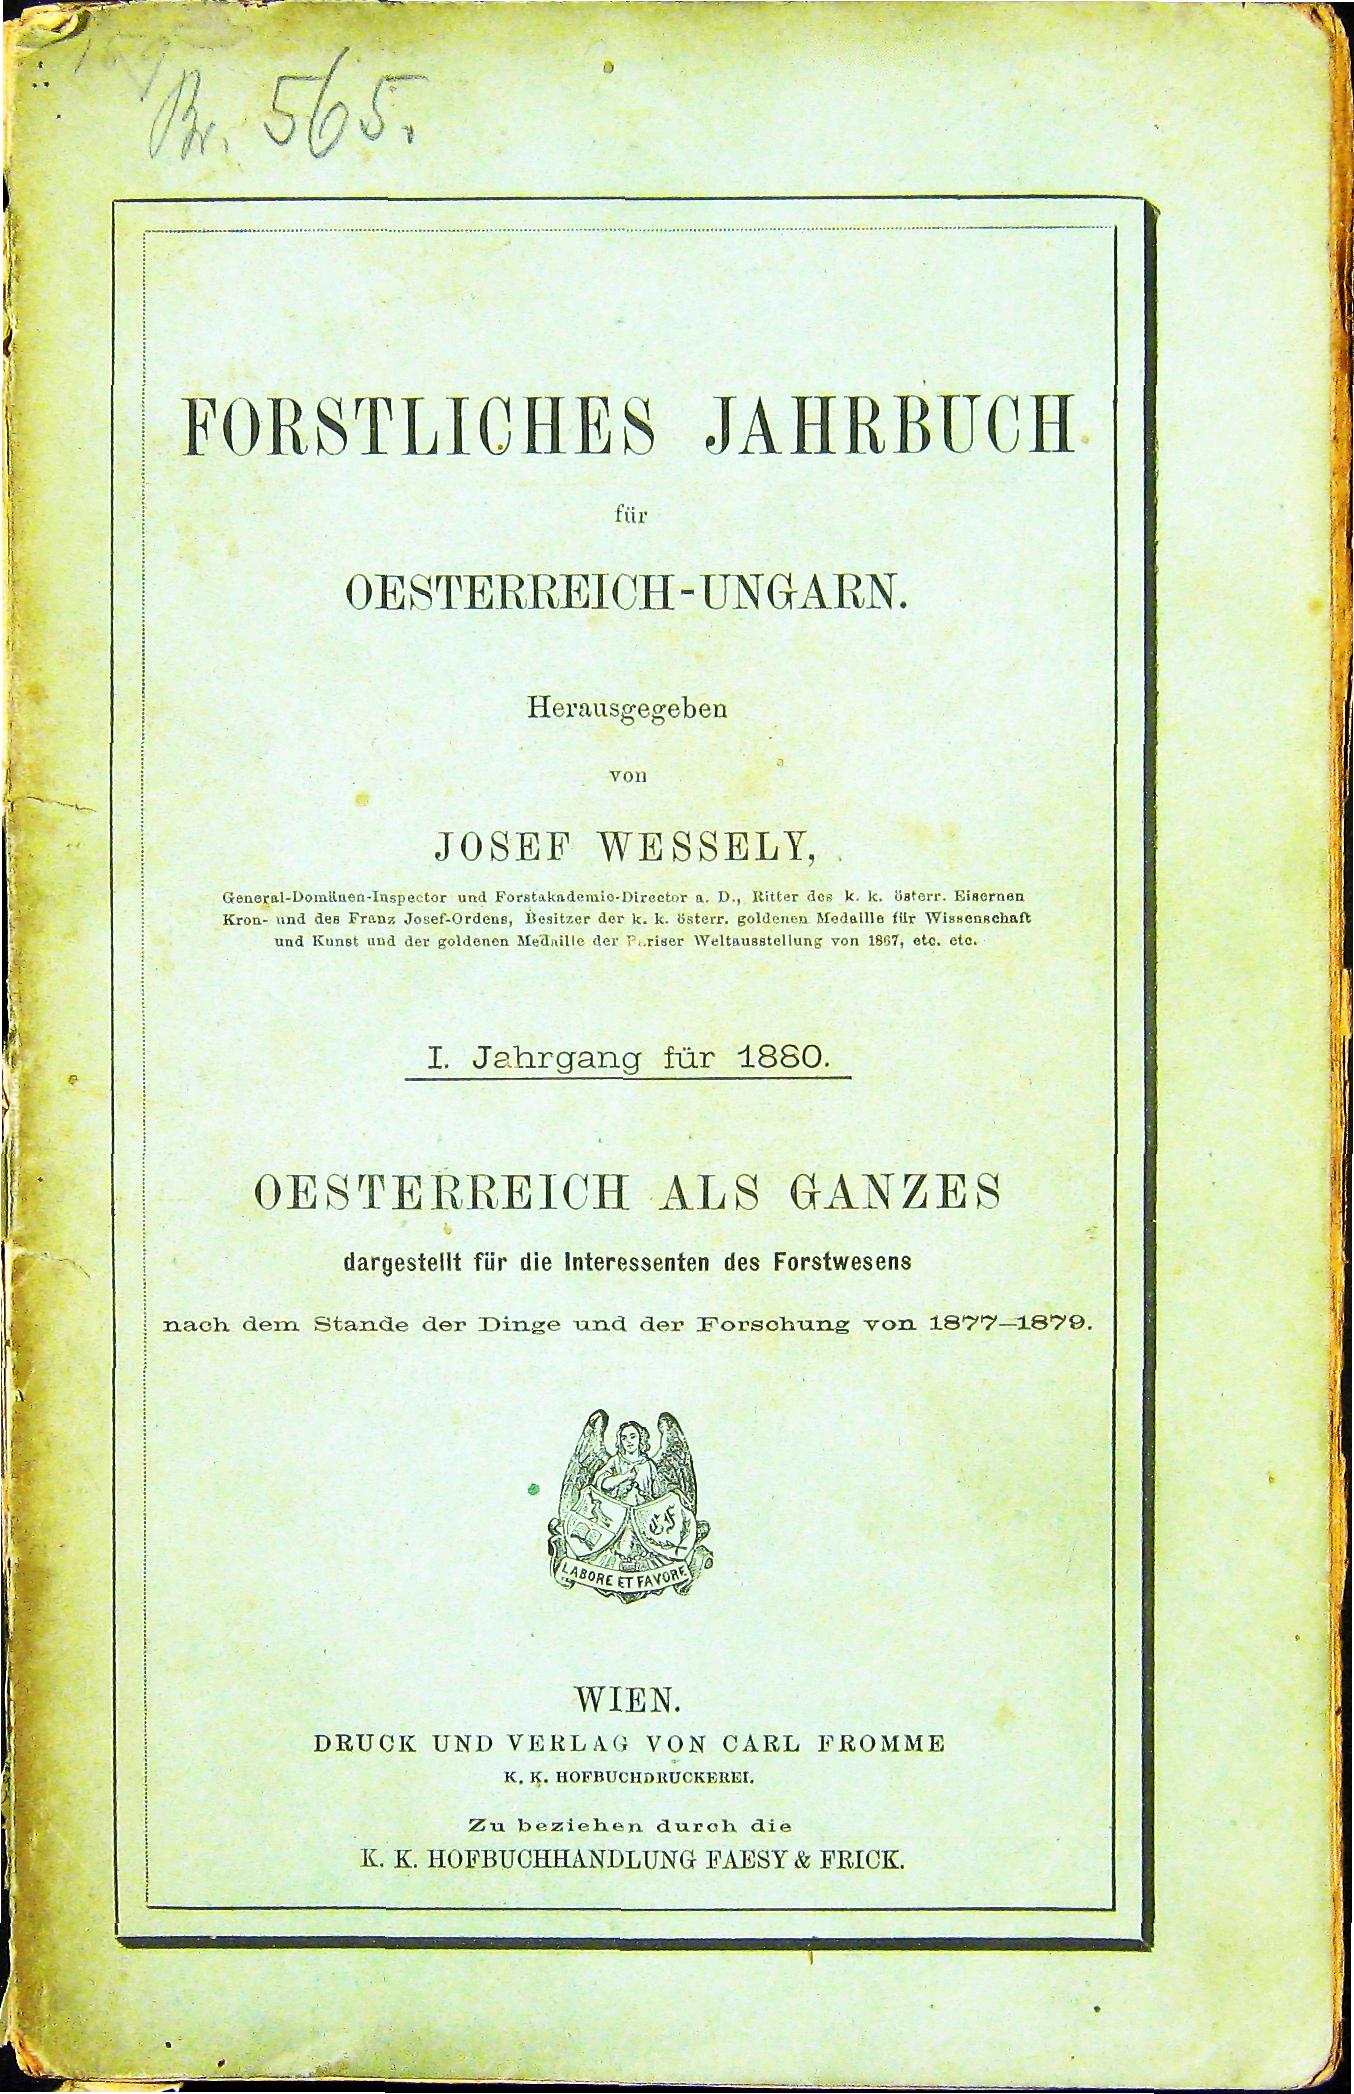 Br. 565.
FORSTLICHES JAHRBUCH
für
OESTERREICH-UNGARN.
Herausgegeben
von
JOSEF WESSELY,
General-Domänen-Inspector und Forstakademie-Director a. D., Ritter des k. k. österr. Eisernen
Kron- und des Franz Josef-Ordens, Besitzer der k. k. österr. goldenen Medaille für Wissenschaft
und Kunst und der goldenen Medaille der Pariser Weltausstellung von 1867, etc. etc.
I. Jahrgang für 1880.
OESTERREICH ALS GANZES
dargestellt für die Interessenten des Forstwesens
nach dem Stande der Dinge und der Forschung von 1877–1879.
CF
LABORE ET FAVORE
WIEN.
DRUCK UND VERLAG VON CARL FROMME
K. K. HOFBUCHDRUCKEREI.
Zu beziehen durch die
K. K. HOFBUCHHANDLUNG FAESY & FRICK.